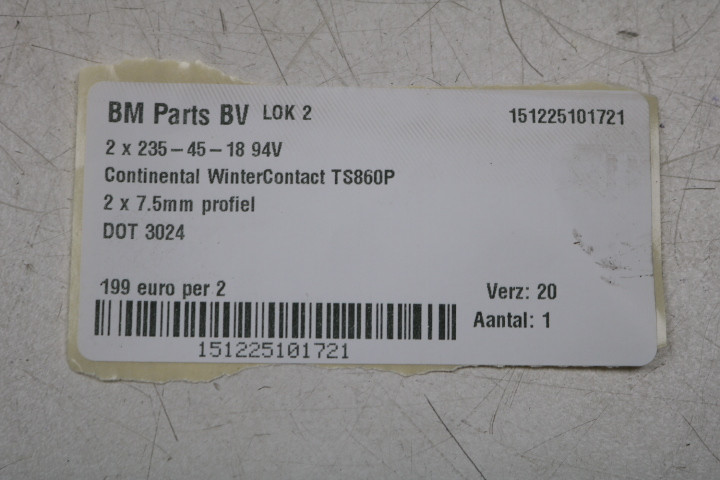 BM Parts BV LOK 2 151225101721
2 x 235-45-18 94V
Continental WinterContact TS860P
2 x 7.5mm profiel
DOT 3024
199 euro per 2 Verz: 20
Aantal: 1
151225101721